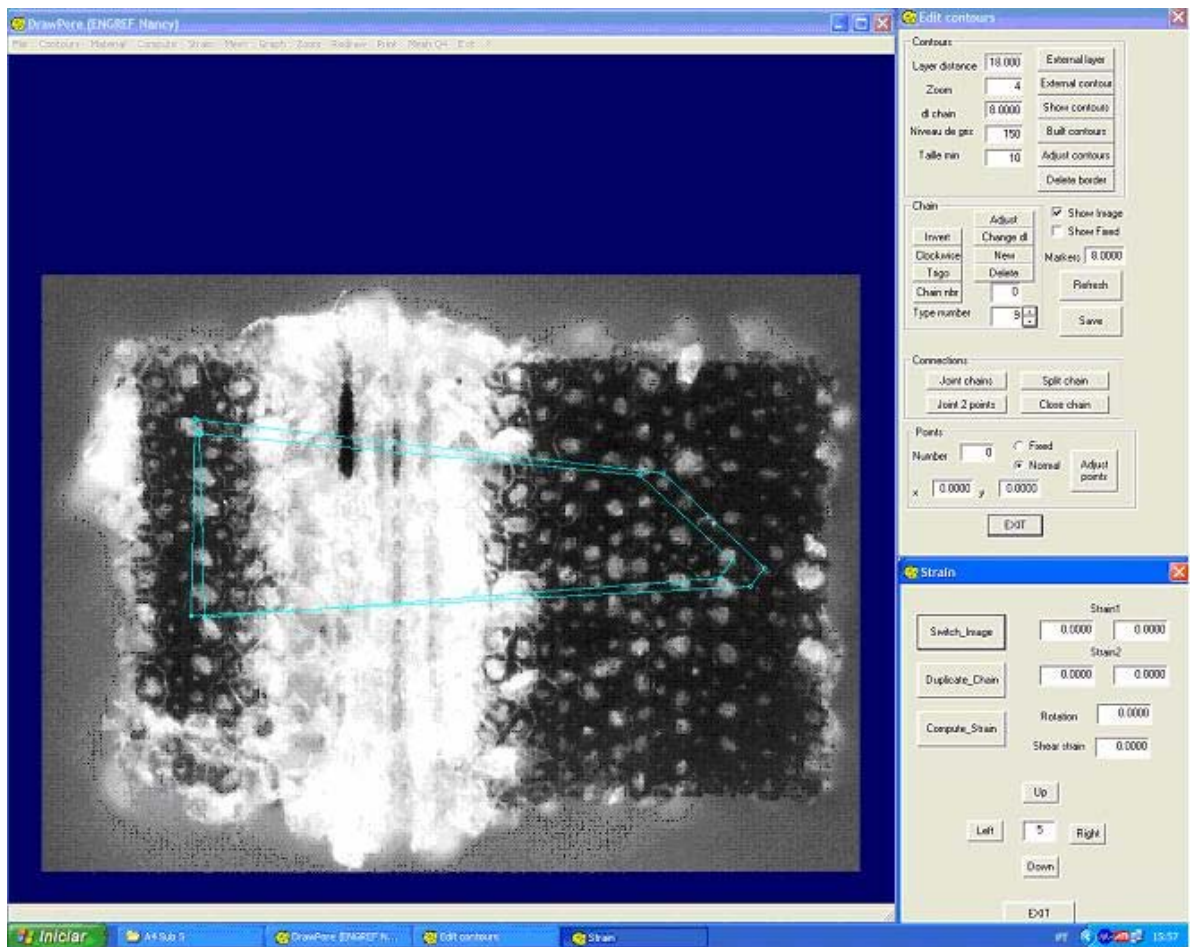 DrawPore (ENGREF Nancy)
File Contours Material Compute Strain Mesh Graph Zoom Redraw Print Mesh Q4 Exit ?
Edit contours
Contours
Layer distance 18.000 External layer
Zoom 4 External contour
dl chain 8.0000 Show contours
Niveau de gris 150 Built contours
Taille min 10 Adjust contours
Delete border
Chain
Adjust
Show Image
Invert Change dl
Show Fixed
Clockwise New
Markers 8.0000
Trigo Delete
Chain nbr 0
Refresh
Type number 9
Save
Connections
Joint chains Split chain
Joint 2 points Close chain
Points
Number 0 Fixed
Normal
Adjust points
x 0.0000 y 0.0000
EXIT
Strain
Strain1
Switch_Image 0.0000 0.0000
Strain2
Duplicate_Chain 0.0000 0.0000
Rotation 0.0000
Compute_Strain
Shear strain 0.0000
Up
Left 5 Right
Down
EXIT
Iniciar A4 Sub 5 DrawPore (ENGREF N... Edit contours Strain PT 15:57